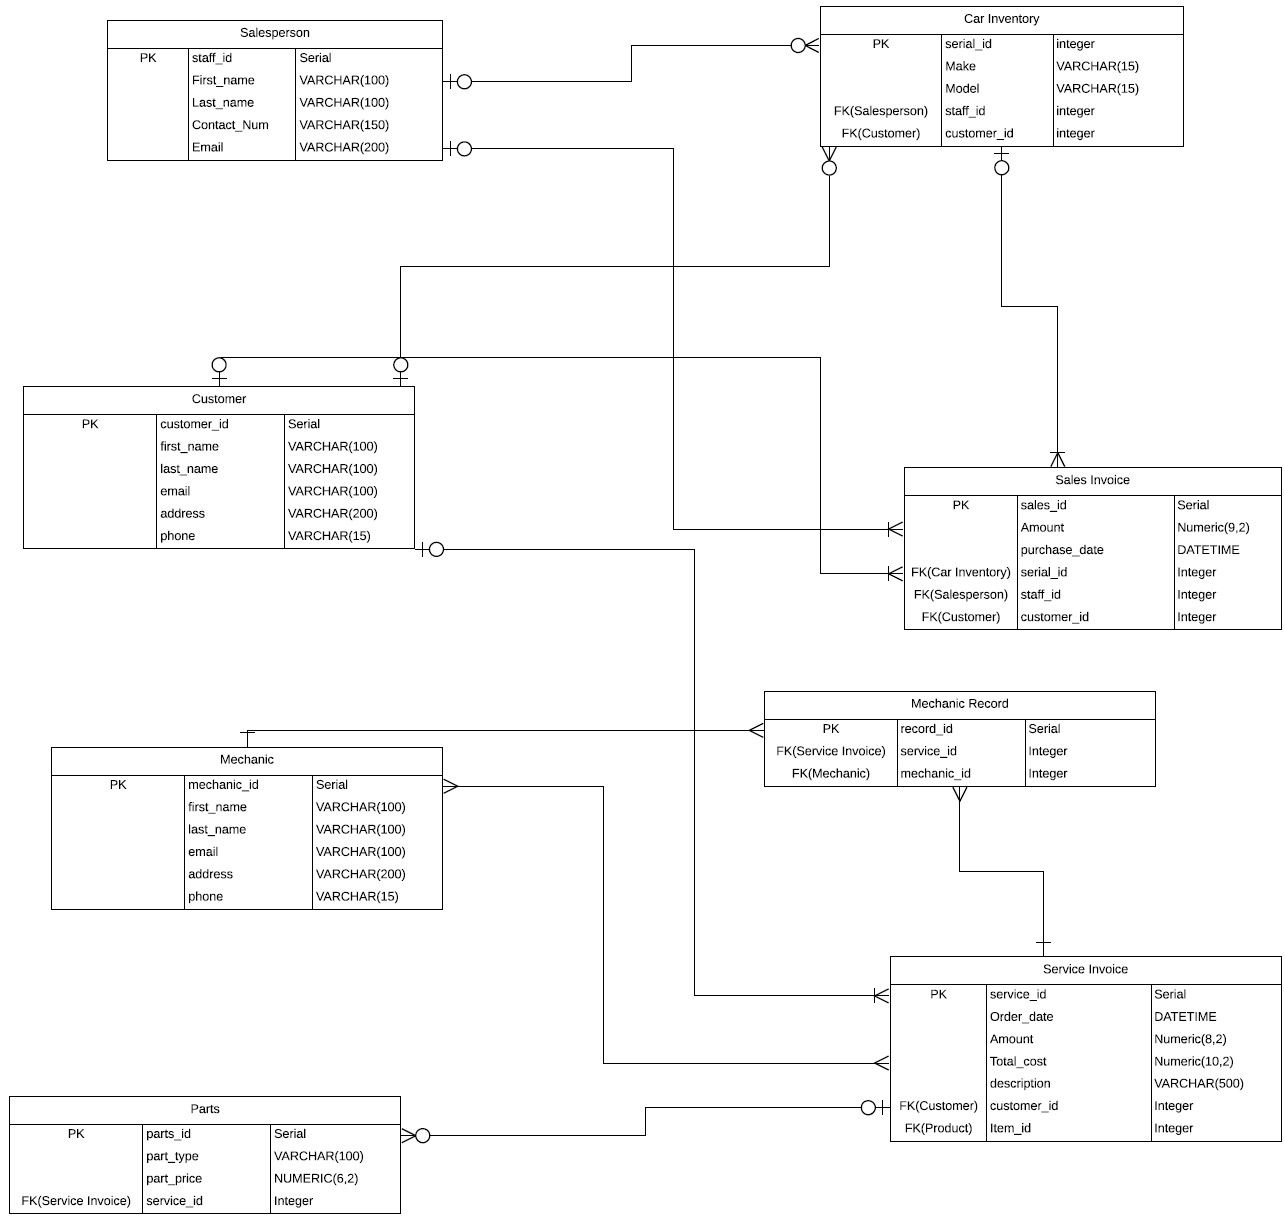 Salesperson
PK staff_id Serial
First_name VARCHAR(100)
Last_name VARCHAR(100)
Contact_Num VARCHAR(150)
Email VARCHAR(200)
Car Inventory
PK serial_id integer
Make VARCHAR(15)
Model VARCHAR(15)
FK(Salesperson) staff_id integer
FK(Customer) customer_id integer
Customer
PK customer_id Serial
first_name VARCHAR(100)
last_name VARCHAR(100)
email VARCHAR(100)
address VARCHAR(200)
phone VARCHAR(15)
Sales Invoice
PK sales_id Serial
Amount Numeric(9,2)
purchase_date DATETIME
FK(Car Inventory) serial_id Integer
FK(Salesperson) staff_id Integer
FK(Customer) customer_id Integer
Mechanic Record
PK record_id Serial
FK(Service Invoice) service_id Integer
FK(Mechanic) mechanic_id Integer
Mechanic
PK mechanic_id Serial
first_name VARCHAR(100)
last_name VARCHAR(100)
email VARCHAR(100)
address VARCHAR(200)
phone VARCHAR(15)
Service Invoice
PK service_id Serial
Order_date DATETIME
Amount Numeric(8,2)
Total_cost Numeric(10,2)
description VARCHAR(500)
FK(Customer) customer_id Integer
FK(Product) Item_id Integer
Parts
PK parts_id Serial
part_type VARCHAR(100)
part_price NUMERIC(6,2)
FK(Service Invoice) service_id Integer